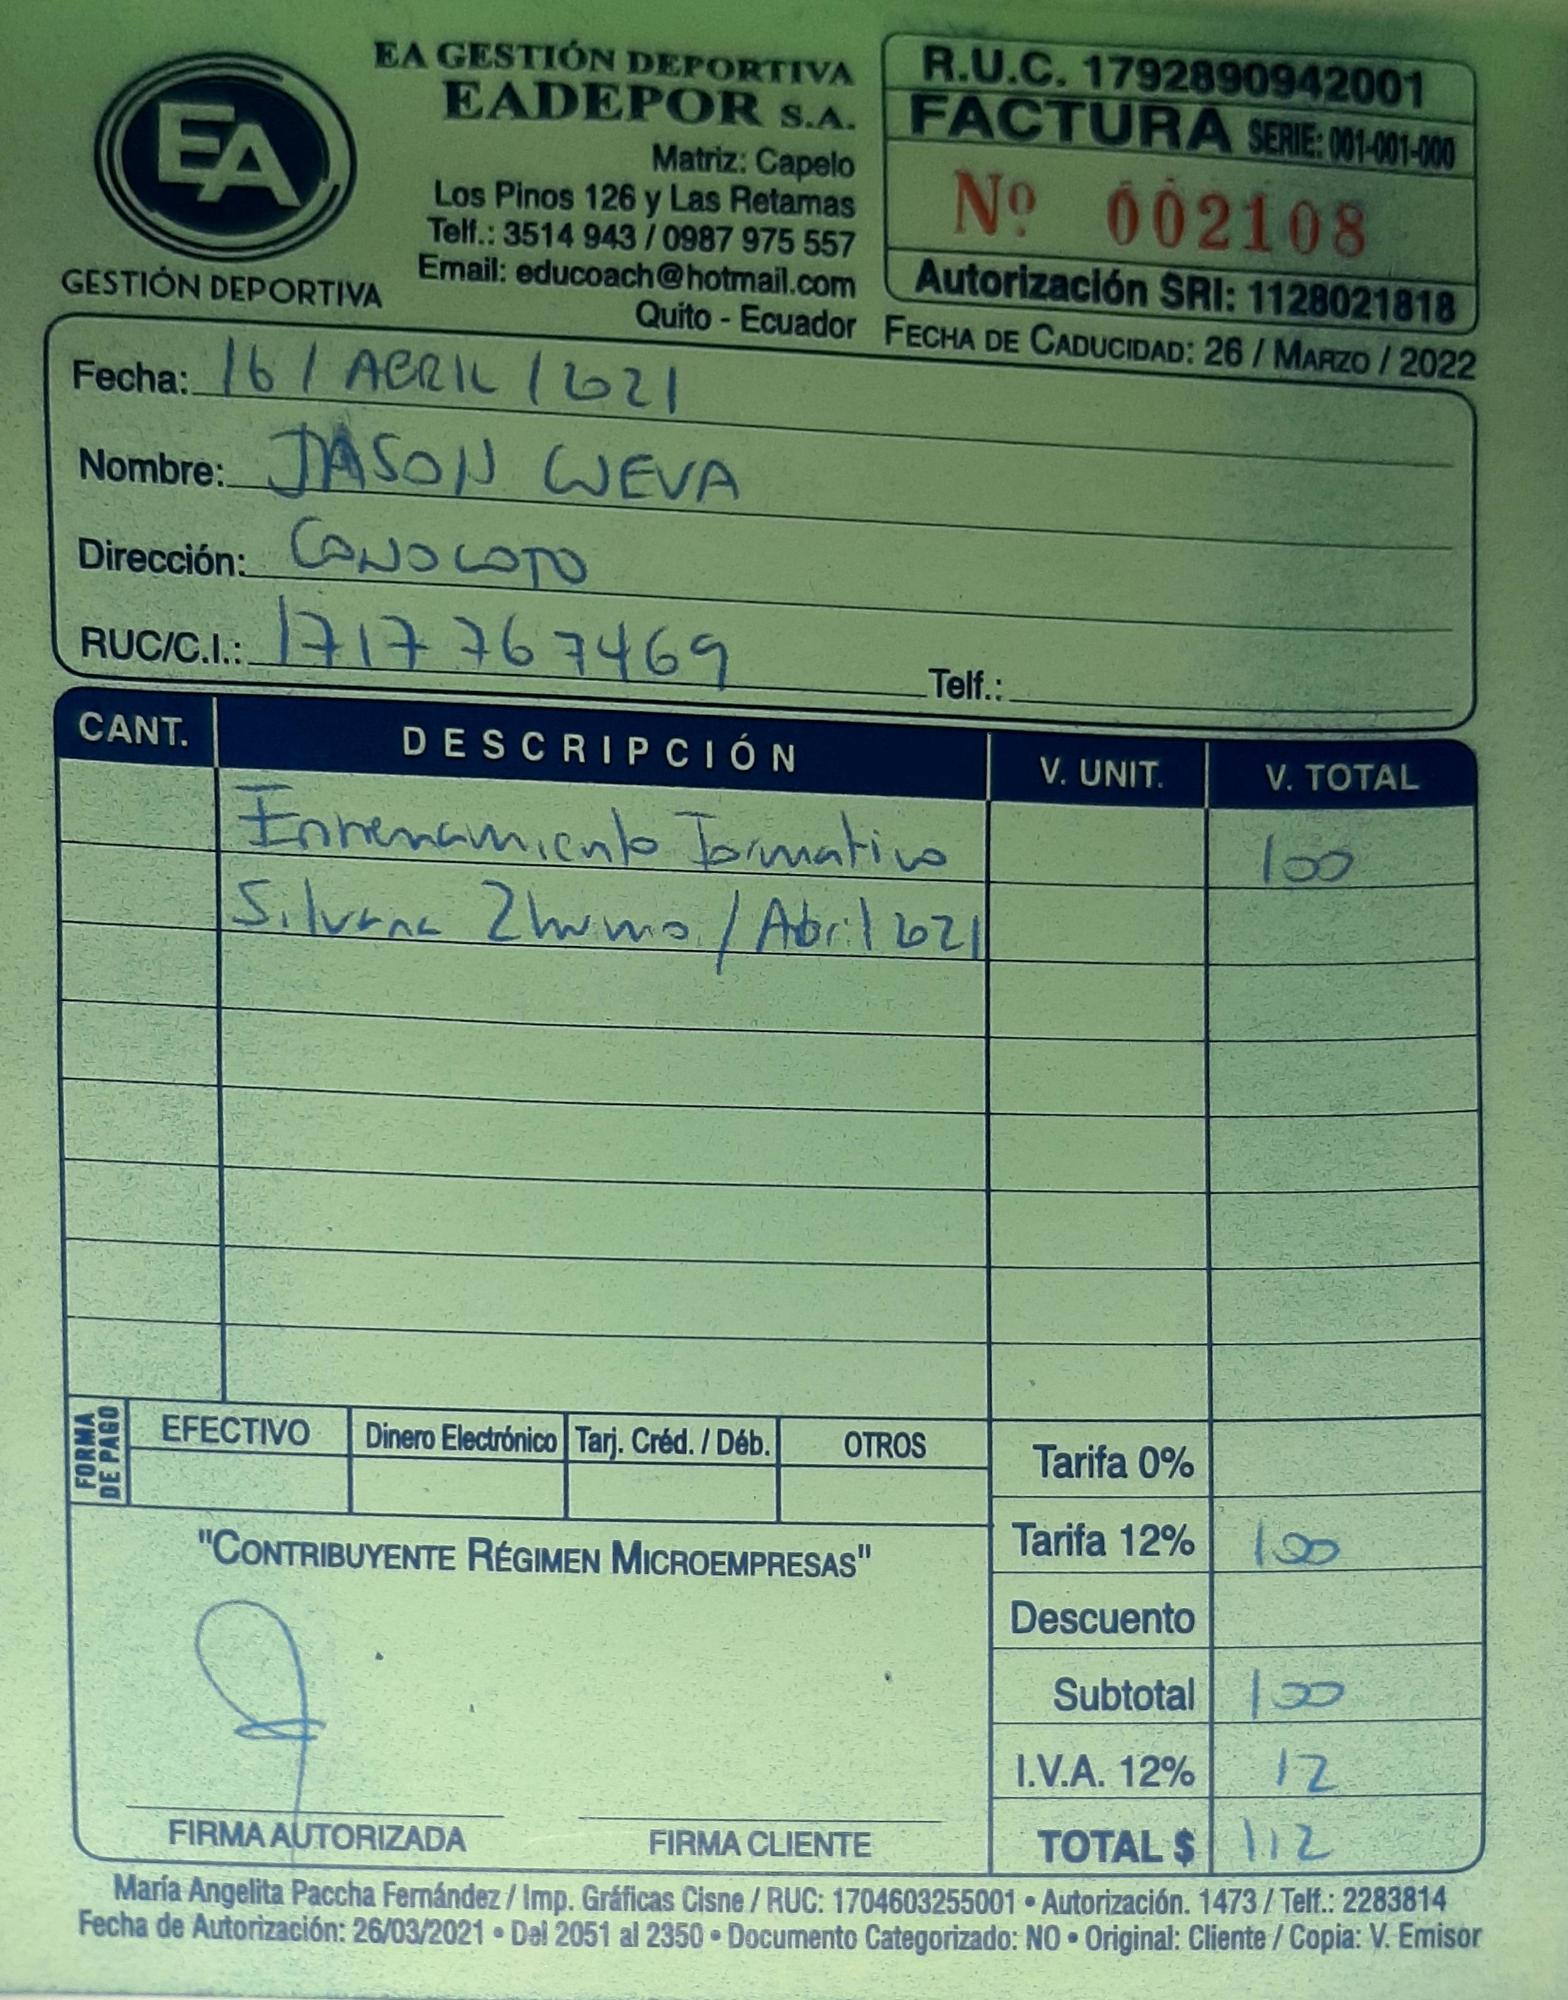 EA
GESTIÓN DEPORTIVA
EA GESTIÓN DEPORTIVA
EADEPOR S.A.
Matriz: Capelo
Los Pinos 126 y Las Retamas
Telf.: 3514 943 / 0987 975 557
Email: educoach@hotmail.com
Quito - Ecuador
R.U.C. 1792890942001
FACTURA SERIE: 001-001-000
Nº 002108
Autorización SRI: 1128021818
FECHA DE CADUCIDAD: 26 / MARZO / 2022
Fecha: 16 / ABRIL / 2021
Nombre: JASON CUEVA
Dirección: CONOCOTO
RUC/C.I.: 1717767469 Telf.:
CANT. DESCRIPCIÓN V. UNIT. V. TOTAL
Entrenamiento Formativo 100
Silvana / Abril 2021
FORMA DE PAGO
EFECTIVO Dinero Electrónico Tarj. Créd. / Déb. OTROS
Tarifa 0%
Tarifa 12% 100
Descuento
Subtotal 100
I.V.A. 12% 12
TOTAL $ 112
"CONTRIBUYENTE RÉGIMEN MICROEMPRESAS"
FIRMA AUTORIZADA FIRMA CLIENTE
María Angelita Paccha Fernández / Imp. Gráficas Cisne / RUC: 1704603255001 • Autorización. 1473 / Telf.: 2283814
Fecha de Autorización: 26/03/2021 • Del 2051 al 2350 • Documento Categorizado: NO • Original: Cliente / Copia: V. Emisor